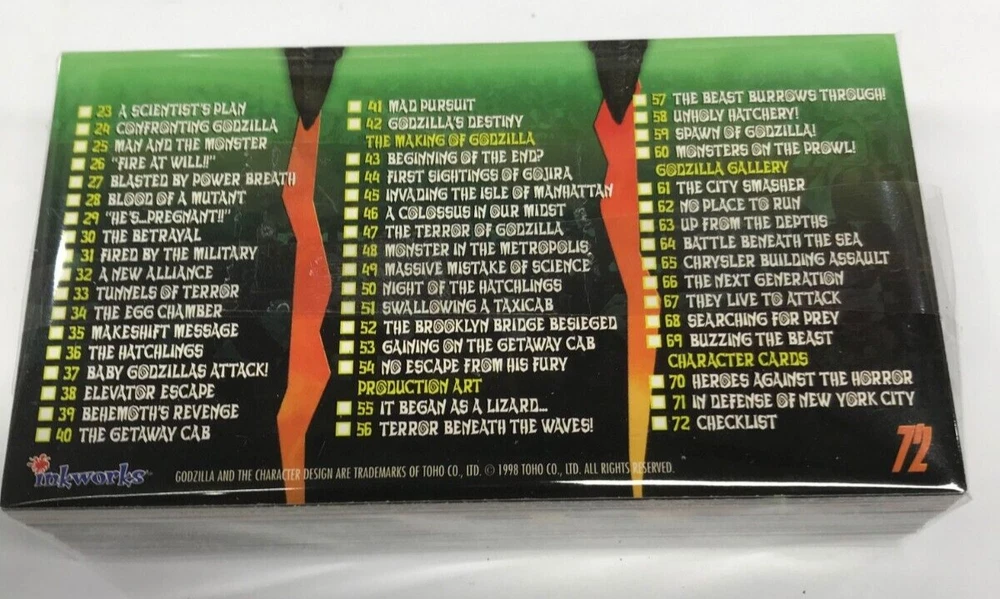 23 A SCIENTIST'S PLAN
24 CONFRONTING GODZILLA
25 MAN AND THE MONSTER
26 "FIRE AT WILL!!"
27 BLASTED BY POWER BREATH
28 BLOOD OF A MUTANT
29 "HE'S...PREGNANT!!"
30 THE BETRAYAL
31 FIRED BY THE MILITARY
32 A NEW ALLIANCE
33 TUNNELS OF TERROR
34 THE EGG CHAMBER
35 MAKESHIFT MESSAGE
36 THE HATCHLINGS
37 BABY GODZILLAS ATTACK!
38 ELEVATOR ESCAPE
39 BEHEMOTH'S REVENGE
40 THE GETAWAY CAB
41 MAD PURSUIT
42 GODZILLA'S DESTINY
THE MAKING OF GODZILLA
43 BEGINNING OF THE END?
44 FIRST SIGHTINGS OF GOJIRA
45 INVADING THE ISLE OF MANHATTAN
46 A COLOSSUS IN OUR MIDST
47 THE TERROR OF GODZILLA
48 MONSTER IN THE METROPOLIS
49 MASSIVE MISTAKE OF SCIENCE
50 NIGHT OF THE HATCHLINGS
51 SWALLOWING A TAXICAB
52 THE BROOKLYN BRIDGE BESIEGED
53 GAINING ON THE GETAWAY CAB
54 NO ESCAPE FROM HIS FURY
PRODUCTION ART
55 IT BEGAN AS A LIZARD...
56 TERROR BENEATH THE WAVES!
57 THE BEAST BURROWS THROUGH!
58 UNHOLY HATCHERY!
59 SPAWN OF GODZILLA!
60 MONSTERS ON THE PROWL!
GODZILLA GALLERY
61 THE CITY SMASHER
62 NO PLACE TO RUN
63 UP FROM THE DEPTHS
64 BATTLE BENEATH THE SEA
65 CHRYSLER BUILDING ASSAULT
66 THE NEXT GENERATION
67 THEY LIVE TO ATTACK
68 SEARCHING FOR PREY
69 BUZZING THE BEAST
CHARACTER CARDS
70 HEROES AGAINST THE HORROR
71 IN DEFENSE OF NEW YORK CITY
72 CHECKLIST
72
inkworks
GODZILLA AND THE CHARACTER DESIGN ARE TRADEMARKS OF TOHO CO., LTD. © 1998 TOHO CO., LTD. ALL RIGHTS RESERVED.